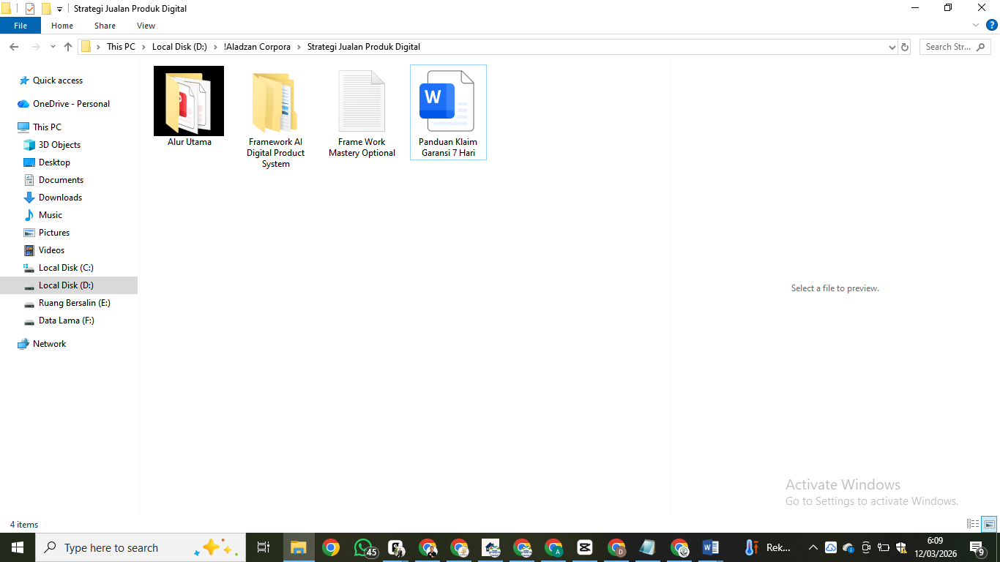 Strategi Jualan Produk Digital
File Home Share View
This PC Local Disk (D:) !Aladzan Corpora Strategi Jualan Produk Digital
Search Str...
Quick access
OneDrive - Personal
This PC
3D Objects
Desktop
Documents
Downloads
Music
Pictures
Videos
Local Disk (C:)
Local Disk (D:)
Ruang Bersalin (E:)
Data Lama (F:)
Network
Alur Utama
Framework AI
Digital Product
System
Frame Work
Mastery Optional
W
Panduan Klaim
Garansi 7 Hari
Select a file to preview.
Activate Windows
Go to Settings to activate Windows.
4 items
Type here to search
45
A
D
W
Rek...
6:09
12/03/2026
9